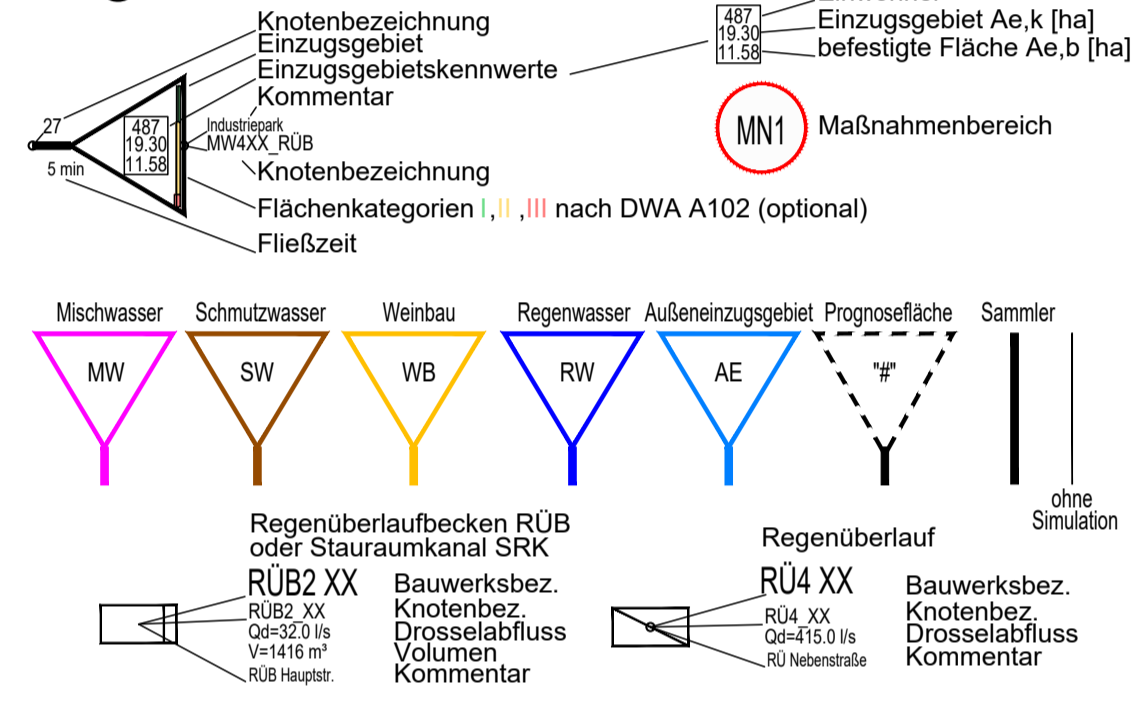 Knotenbezeichnung
Einzugsgebiet
Einzugsgebietskennwerte
Kommentar
27
487
19.30
11.58
Industriepark
MW4XX_RÜB
5 min
Knotenbezeichnung
Flächenkategorien I,II ,III nach DWA A102 (optional)
Fließzeit
487
19.30
11.58
Einzugsgebiet Ae,k [ha]
befestigte Fläche Ae,b [ha]
MN1
Maßnahmenbereich
Mischwasser
Schmutzwasser
Weinbau
Regenwasser
Außeneinzugsgebiet
Prognosefläche
Sammler
MW
SW
WB
RW
AE
"#"
ohne
Simulation
Regenüberlaufbecken RÜB
oder Stauraumkanal SRK
RÜB2 XX Bauwerksbez.
RÜB2_XX Knotenbez.
Qd=32.0 l/s Drosselabfluss
V=1416 m³ Volumen
RÜB Hauptstr. Kommentar
Regenüberlauf
RÜ4 XX Bauwerksbez.
RÜ4_XX Knotenbez.
Qd=415.0 l/s Drosselabfluss
RÜ Nebenstraße Kommentar